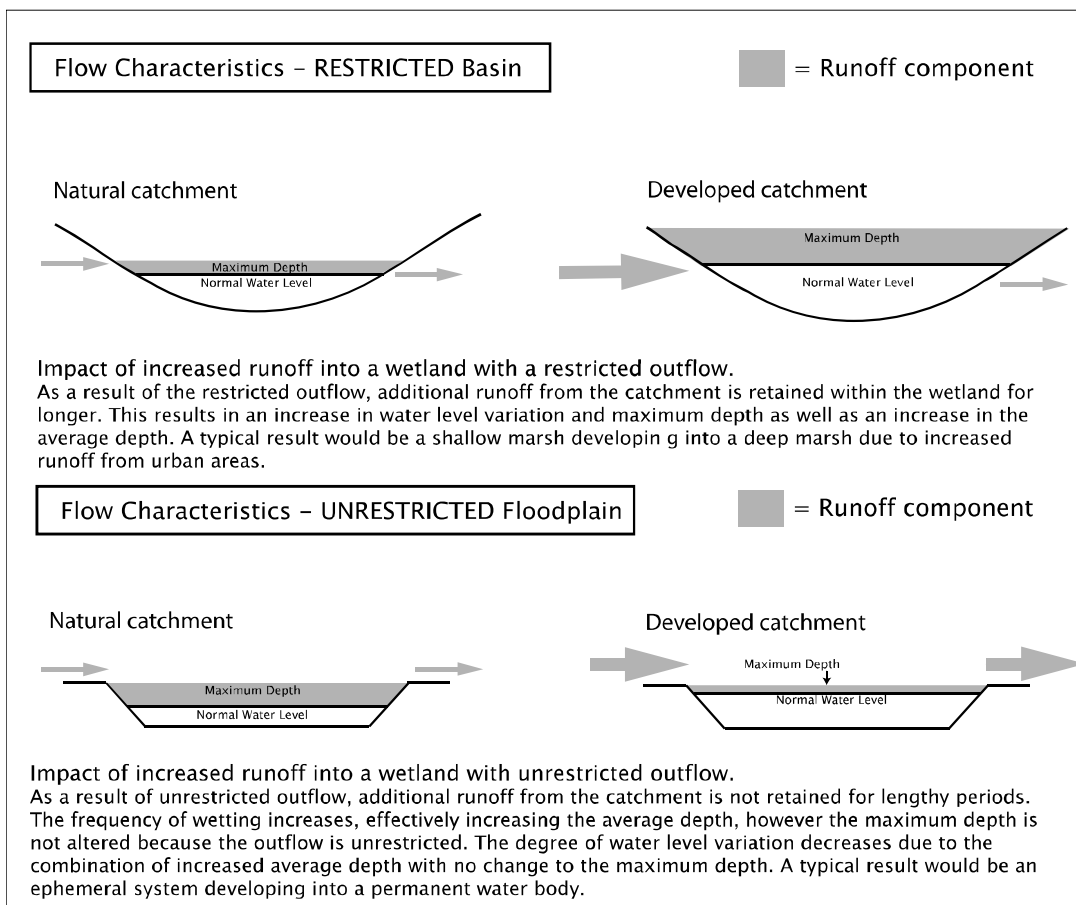 Flow Characteristics – RESTRICTED Basin
= Runoff component
Natural catchment
Developed catchment
Maximum Depth
Normal Water Level
Maximum Depth
Normal Water Level
Impact of increased runoff into a wetland with a restricted outflow.
As a result of the restricted outflow, additional runoff from the catchment is retained within the wetland for
longer. This results in an increase in water level variation and maximum depth as well as an increase in the
average depth. A typical result would be a shallow marsh developin g into a deep marsh due to increased
runoff from urban areas.
Flow Characteristics – UNRESTRICTED Floodplain
= Runoff component
Natural catchment
Developed catchment
Maximum Depth
Normal Water Level
Maximum Depth
Normal Water Level
Impact of increased runoff into a wetland with unrestricted outflow.
As a result of unrestricted outflow, additional runoff from the catchment is not retained for lengthy periods.
The frequency of wetting increases, effectively increasing the average depth, however the maximum depth is
not altered because the outflow is unrestricted. The degree of water level variation decreases due to the
combination of increased average depth with no change to the maximum depth. A typical result would be an
ephemeral system developing into a permanent water body.